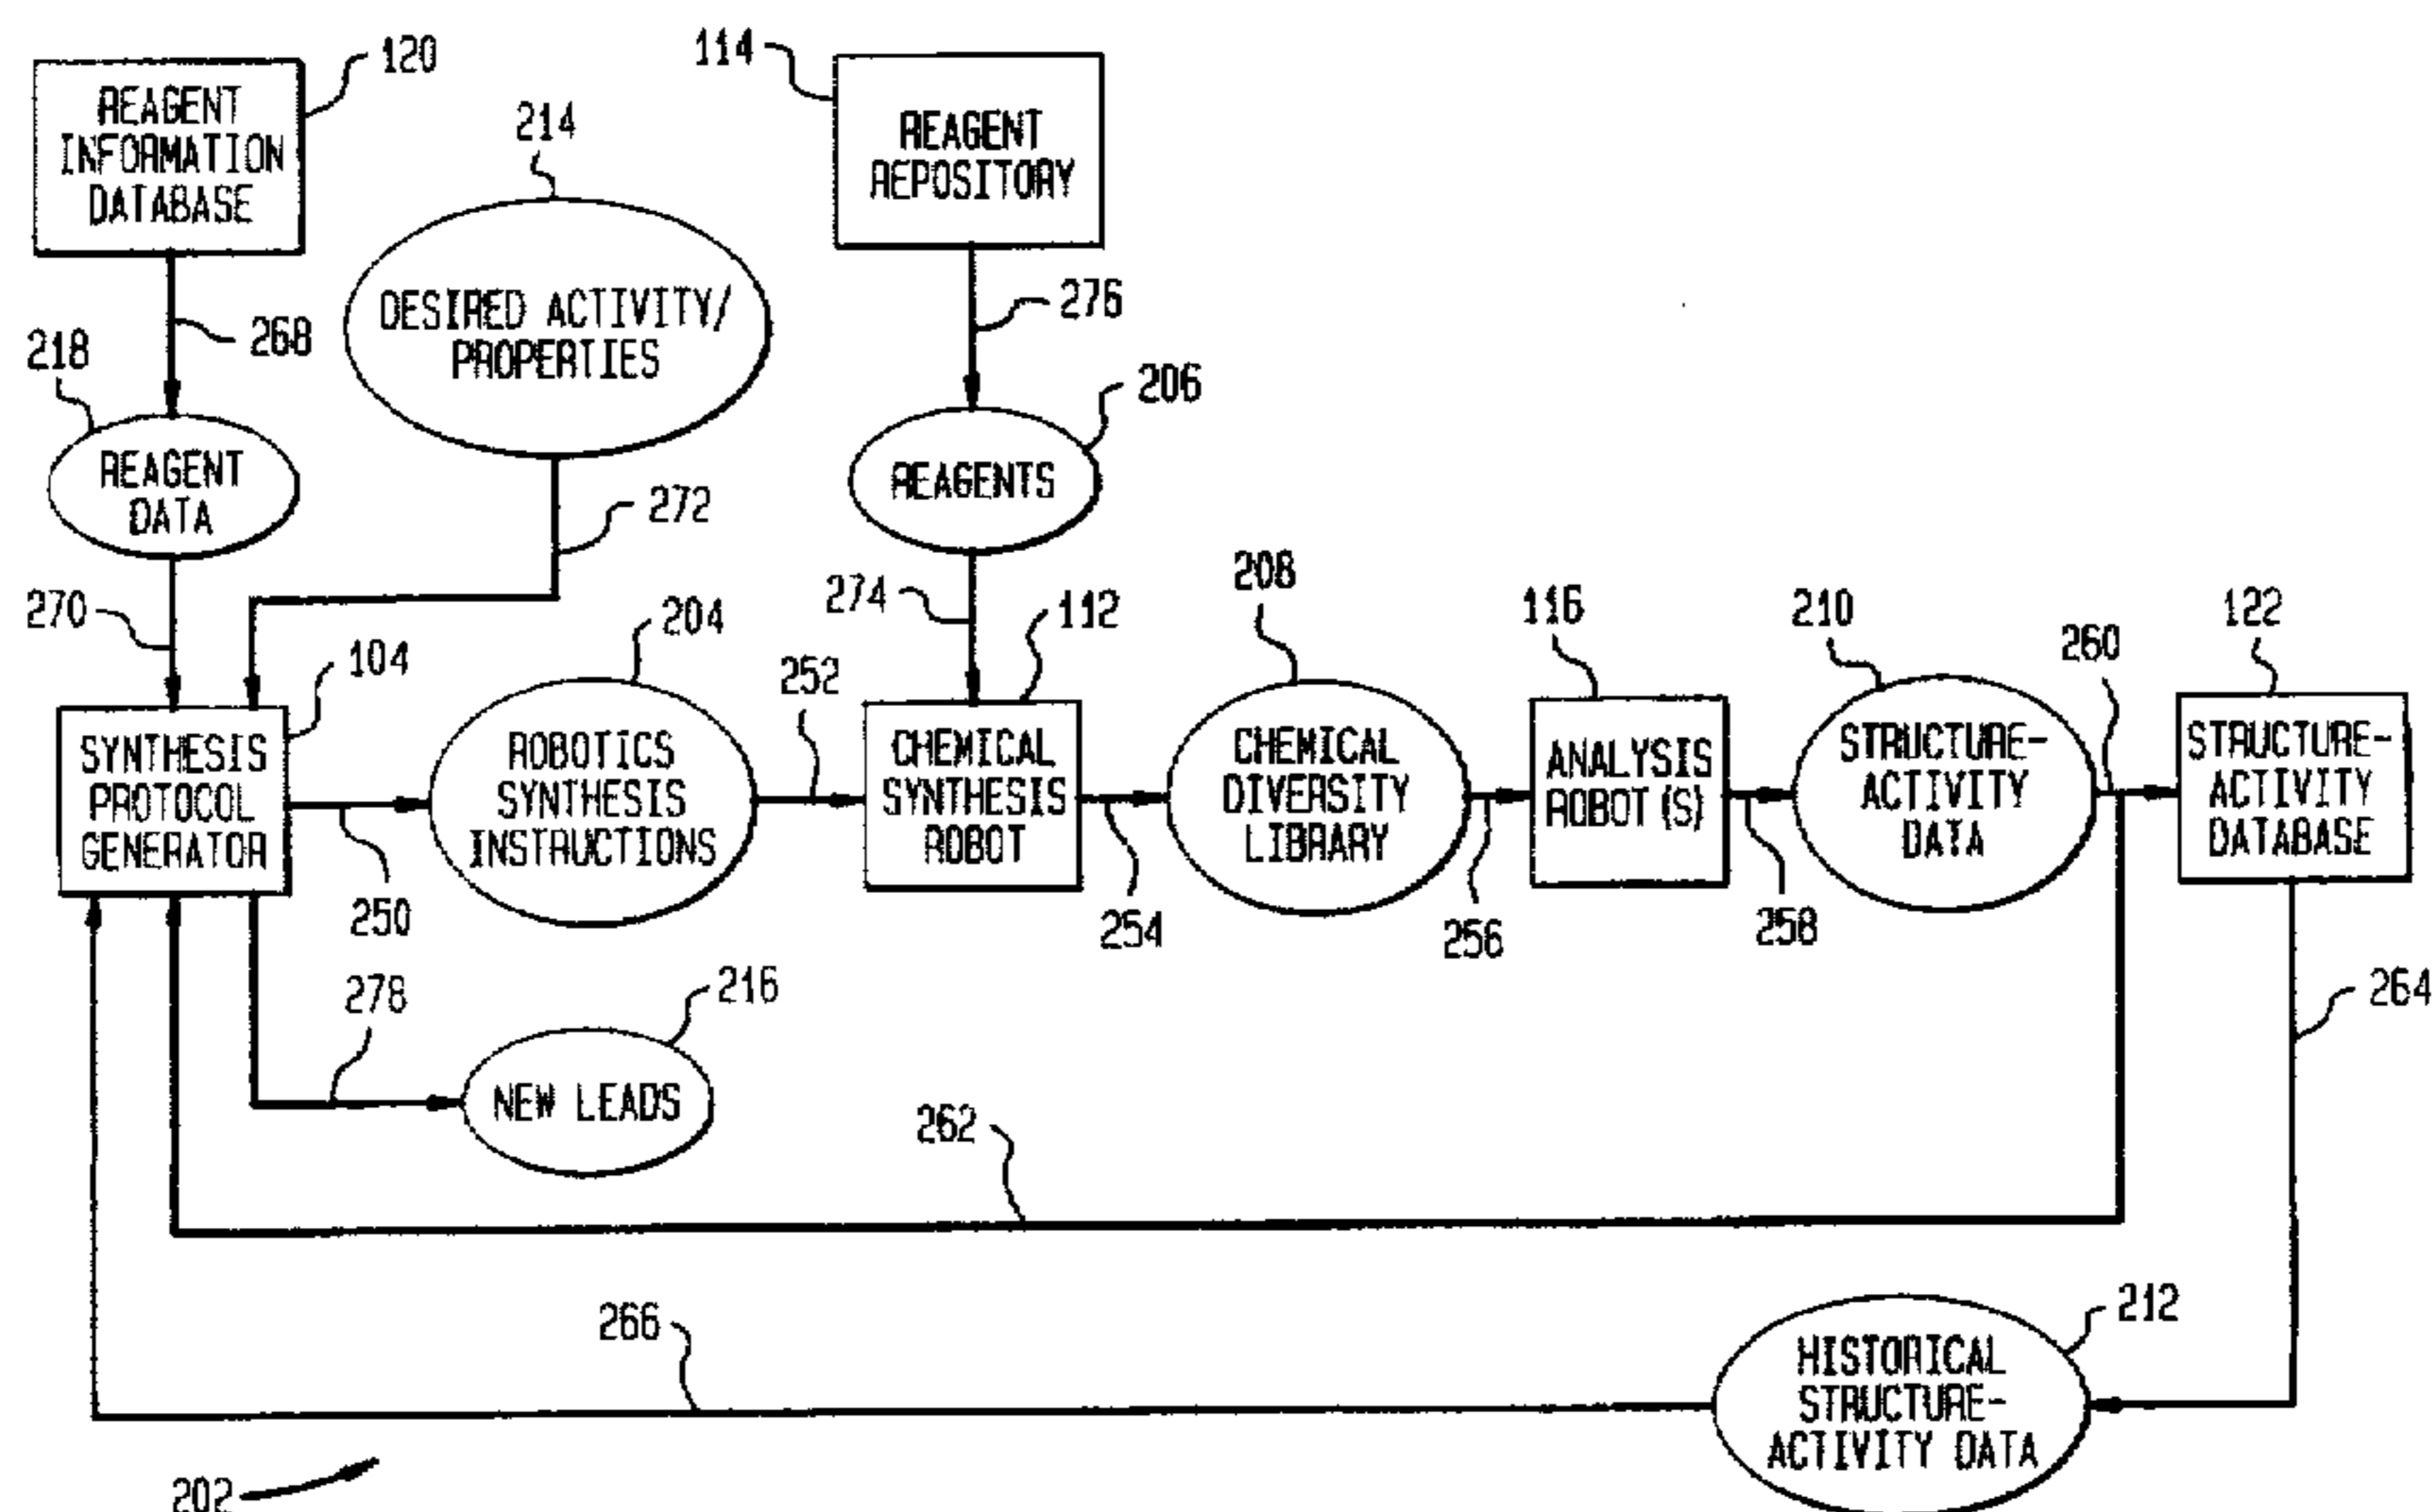 120
REAGENT
INFORMATION
DATABASE
114
REAGENT
REPOSITORY
214
DESIRED ACTIVITY/
PROPERTIES
268
276
218
REAGENT
DATA
206
REAGENTS
272
270
274
104
SYNTHESIS
PROTOCOL
GENERATOR
204
ROBOTICS
SYNTHESIS
INSTRUCTIONS
252
112
CHEMICAL
SYNTHESIS
ROBOT
208
CHEMICAL
DIVERSITY
LIBRARY
116
ANALYSIS
ROBOT(S)
210
STRUCTURE-
ACTIVITY
DATA
260
122
STRUCTURE-
ACTIVITY
DATABASE
250
254
256
258
278
216
NEW LEADS
264
262
266
212
HISTORICAL
STRUCTURE-
ACTIVITY DATA
202